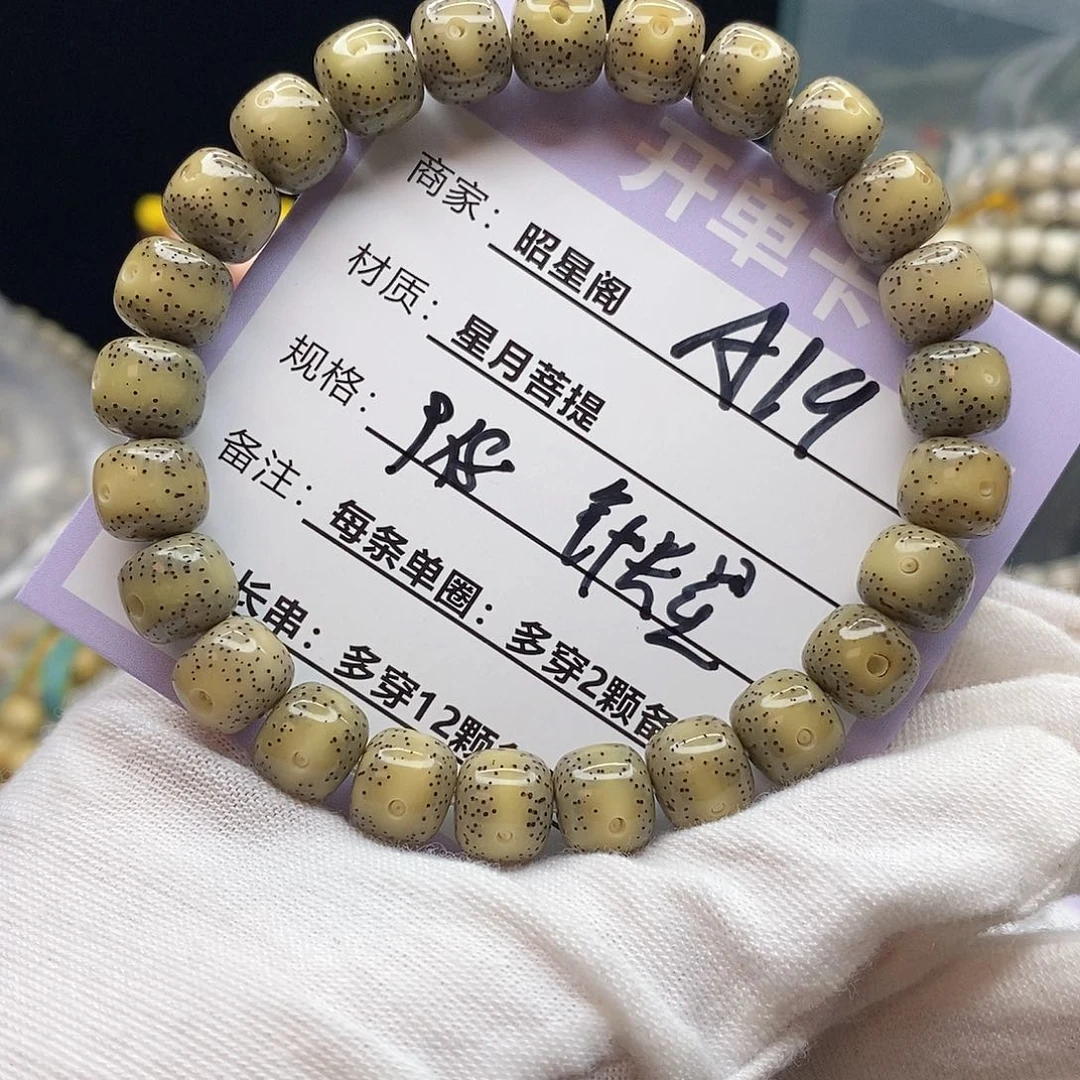 开单卡
商家：昭星阁
A19
材质：星月菩提
规格：
备注：每条单圈：多穿2颗备
长串：多穿12颗